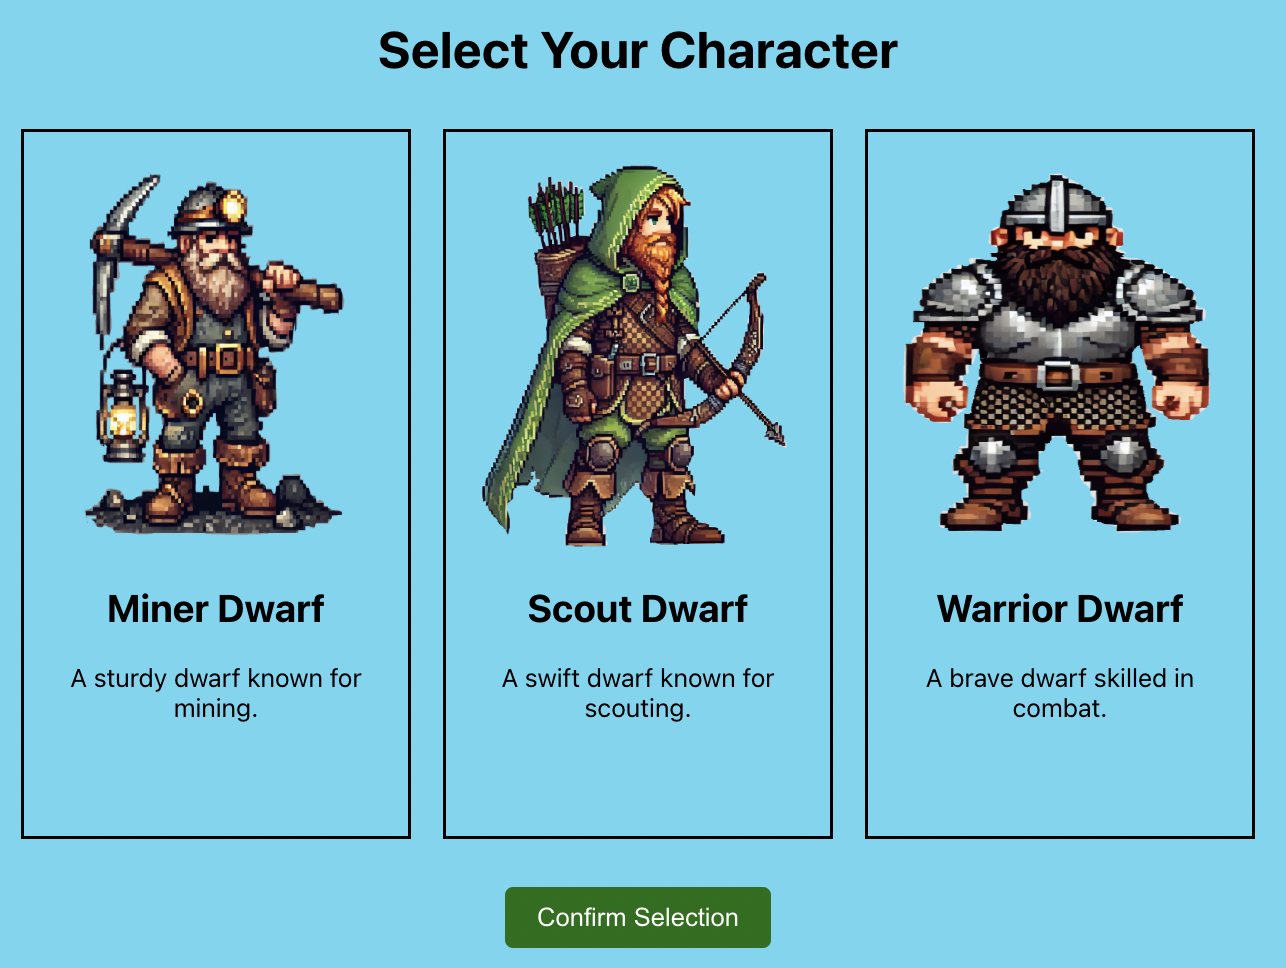 Select Your Character
Miner Dwarf
A sturdy dwarf known for
mining.
Scout Dwarf
A swift dwarf known for
scouting.
Warrior Dwarf
A brave dwarf skilled in
combat.
Confirm Selection